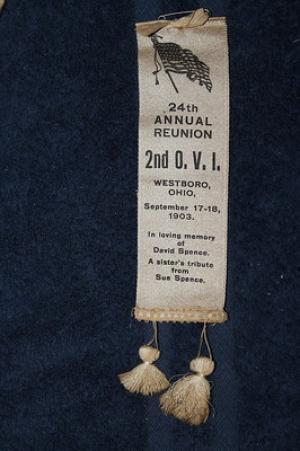 24th
ANNUAL
REUNION
2nd O. V. I.
WESTBORO,
OHIO,
September 17-18,
1903.
In loving memory
of
David Spence.
A sister's tribute
from
Sue Spence.